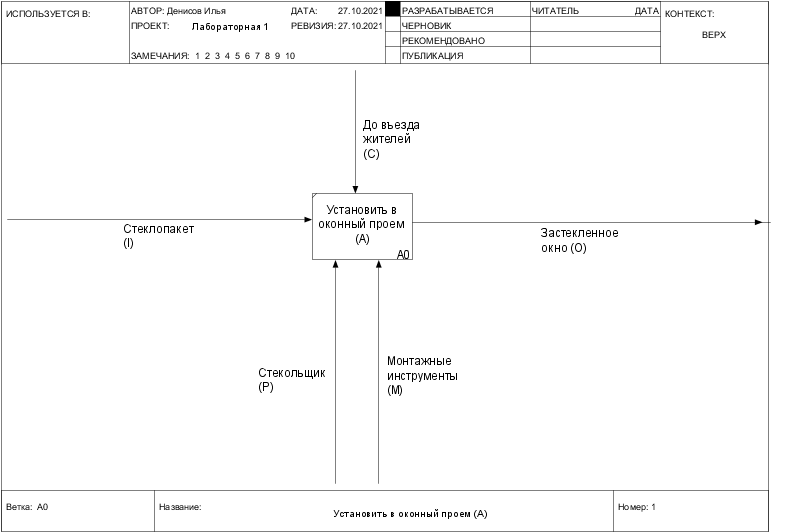 ИСПОЛЬЗУЕТСЯ В:
АВТОР: Денисов Илья
ДАТА: 27.10.2021
ПРОЕКТ: Лабораторная 1
РЕВИЗИЯ: 27.10.2021
ЗАМЕЧАНИЯ: 1 2 3 4 5 6 7 8 9 10
РАЗРАБАТЫВАЕТСЯ
ЧЕРНОВИК
РЕКОМЕНДОВАНО
ПУБЛИКАЦИЯ
ЧИТАТЕЛЬ
ДАТА
КОНТЕКСТ:
ВЕРХ
До въезда
жителей
(C)
Стеклопакет
(I)
Установить в
оконный проем
(A)
A0
Застекленное
окно (O)
Стекольщик
(P)
Монтажные
инструменты
(M)
Ветка: A0
Название:
Установить в оконный проем (A)
Номер: 1